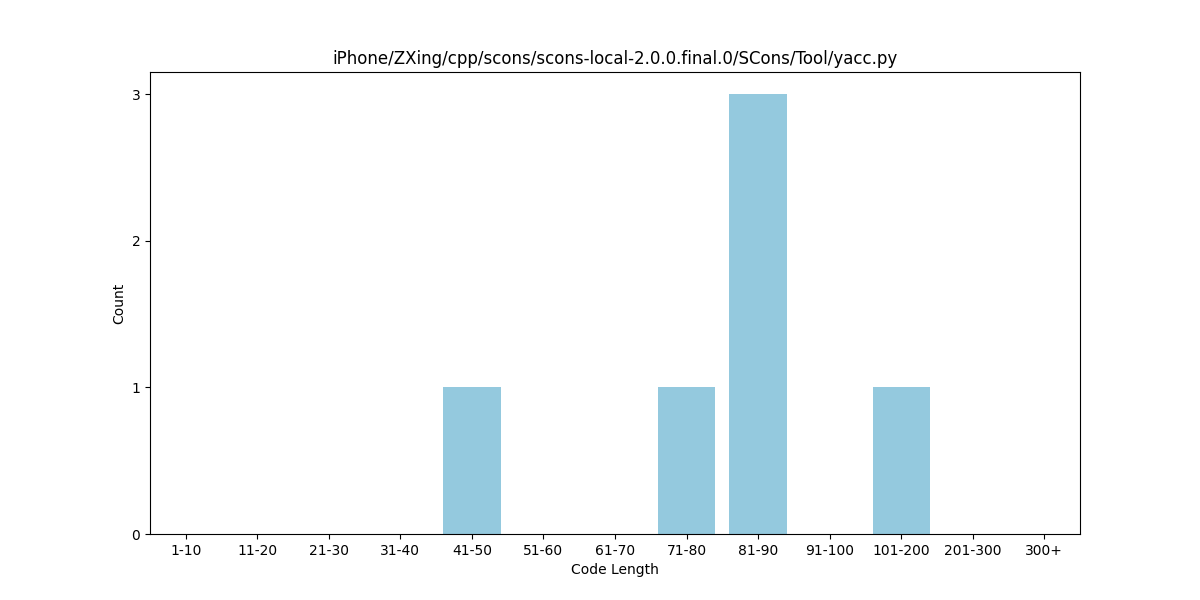 iPhone/ZXing/cpp/scons/scons-local-2.0.0.final.0/SCons/Tool/yacc.py
3
2
1
0
Count
1-10 11-20 21-30 31-40 41-50 51-60 61-70 71-80 81-90 91-100 101-200 201-300 300+
Code Length